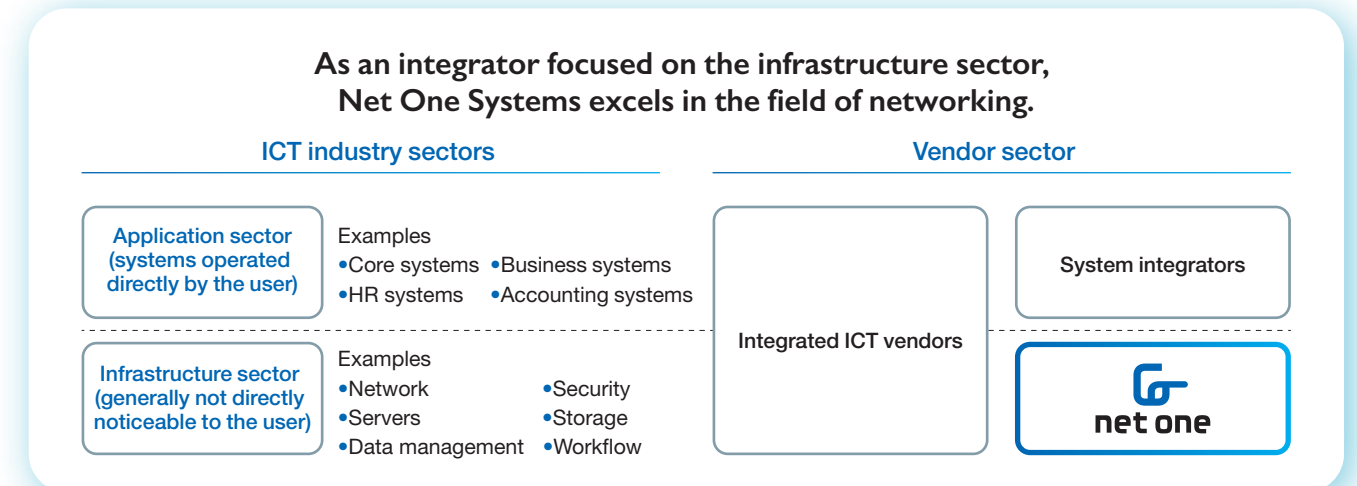 As an integrator focused on the infrastructure sector,
Net One Systems excels in the field of networking.
ICT industry sectors
Vendor sector
Application sector
(systems operated
directly by the user)
Examples
•Core systems •Business systems
•HR systems •Accounting systems
Integrated ICT vendors
System integrators
Infrastructure sector
(generally not directly
noticeable to the user)
Examples
•Network •Security
•Servers •Storage
•Data management •Workflow
net one